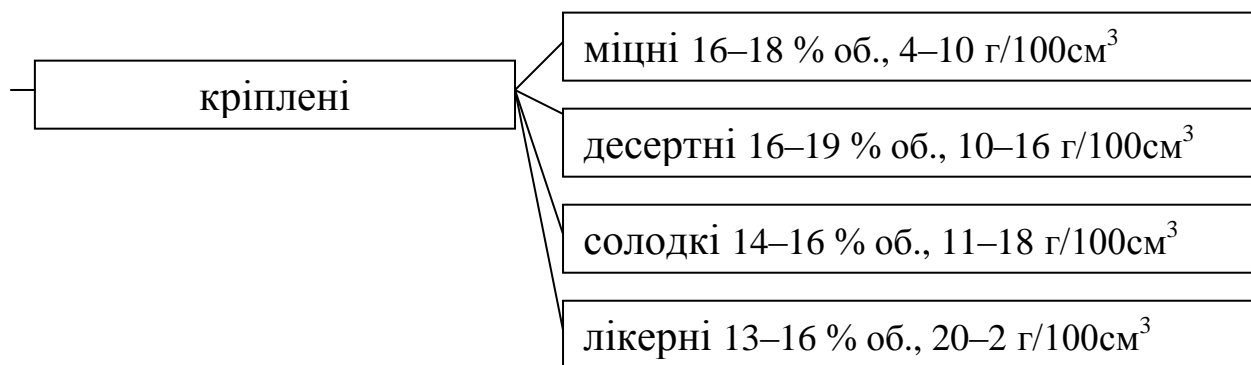 кріплені
міцні 16–18 % об., 4–10 г/100см³
десертні 16–19 % об., 10–16 г/100см³
солодкі 14–16 % об., 11–18 г/100см³
лікерні 13–16 % об., 20–2 г/100см³